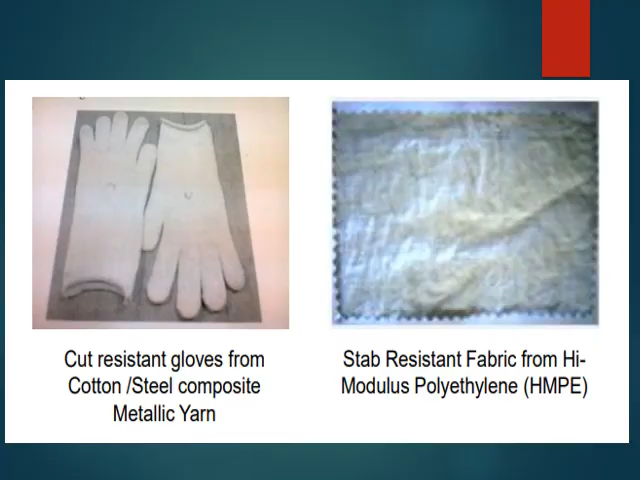 Cut resistant gloves from
Cotton /Steel composite
Metallic Yarn
Stab Resistant Fabric from Hi-
Modulus Polyethylene (HMPE)